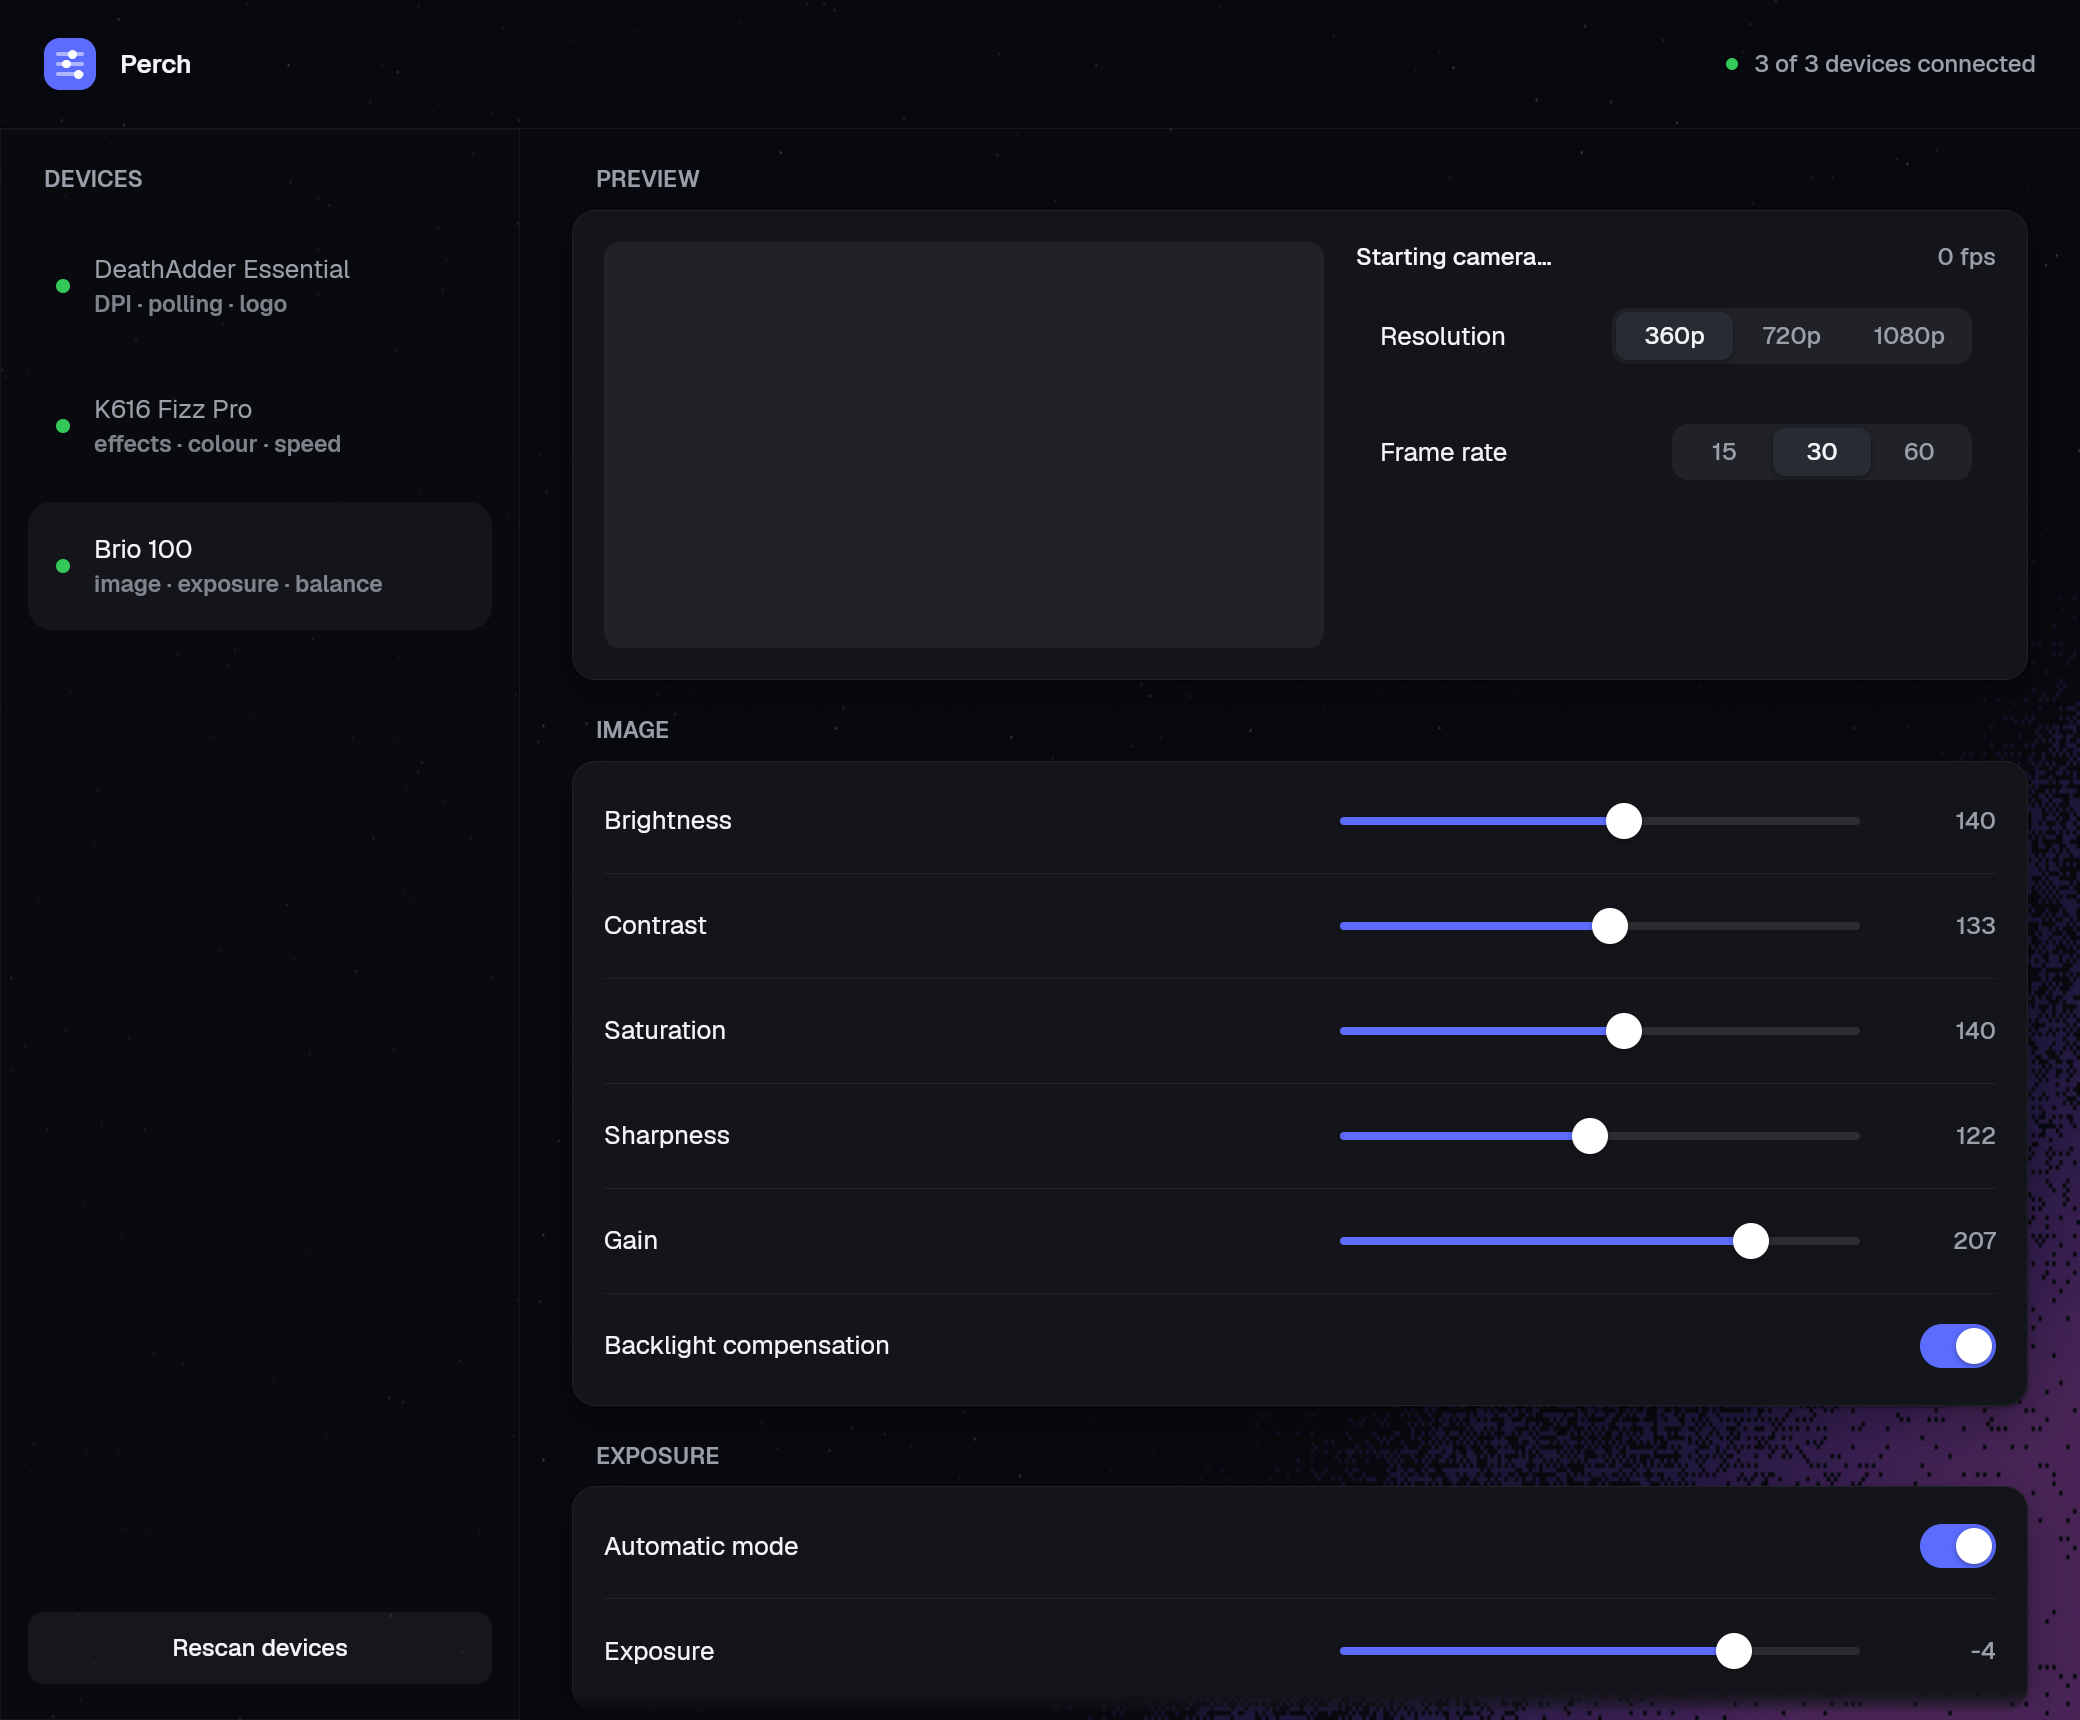 Perch
3 of 3 devices connected
DEVICES
DeathAdder Essential
DPI · polling · logo
K616 Fizz Pro
effects · colour · speed
Brio 100
image · exposure · balance
Rescan devices
PREVIEW
Starting camera...
0 fps
Resolution
360p 720p 1080p
Frame rate
15 30 60
IMAGE
Brightness 140
Contrast 133
Saturation 140
Sharpness 122
Gain 207
Backlight compensation
EXPOSURE
Automatic mode
Exposure -4